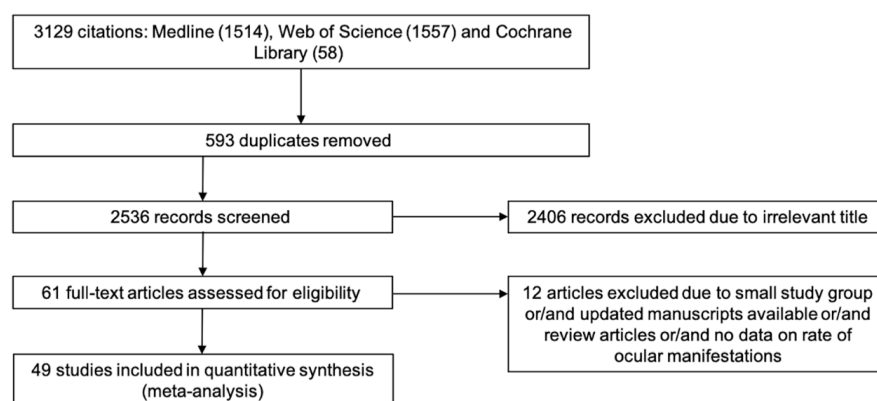 3129 citations: Medline (1514), Web of Science (1557) and Cochrane
Library (58)
593 duplicates removed
2536 records screened
2406 records excluded due to irrelevant title
61 full-text articles assessed for eligibility
12 articles excluded due to small study group
or/and updated manuscripts available or/and
review articles or/and no data on rate of
ocular manifestations
49 studies included in quantitative synthesis
(meta-analysis)